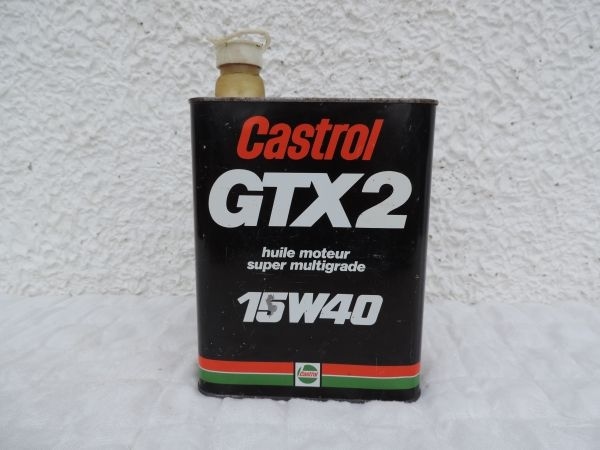 Castrol
GTX2
huile moteur
super multigrade
15W40
Castrol